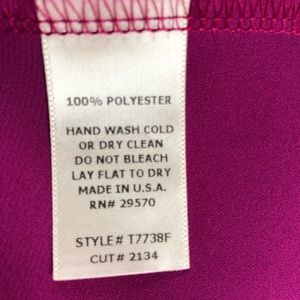 100% POLYESTER
HAND WASH COLD
OR DRY CLEAN
DO NOT BLEACH
LAY FLAT TO DRY
MADE IN U.S.A.
RN# 29570
STYLE# T7738F
CUT# 2134